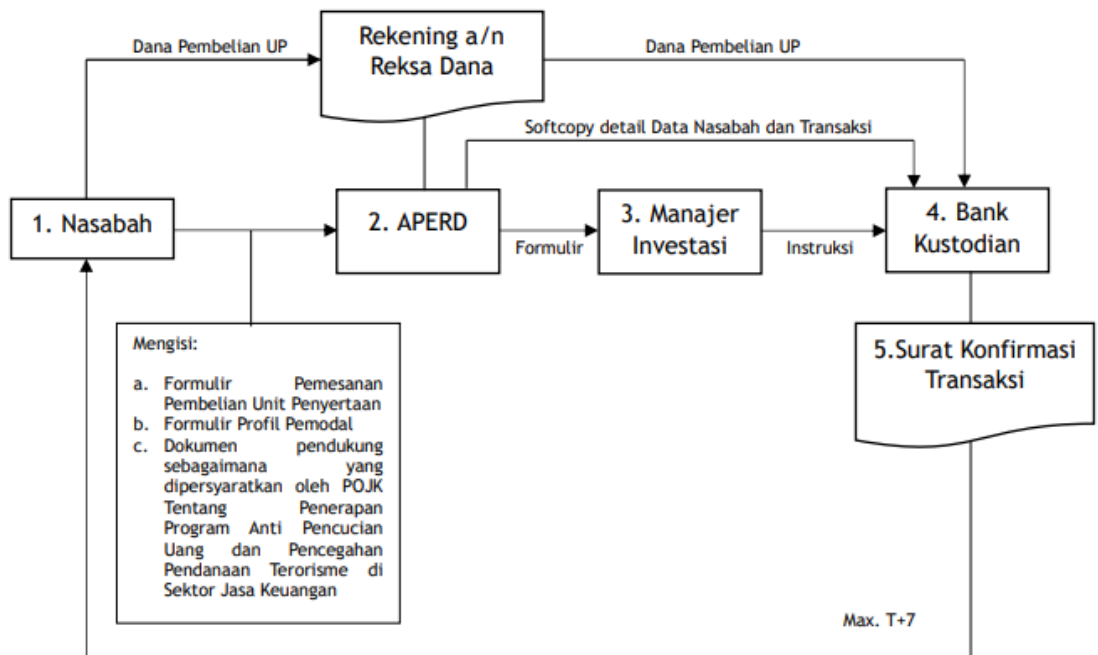 Dana Pembelian UP
Rekening a/n
Reksa Dana
Dana Pembelian UP
Softcopy detail Data Nasabah dan Transaksi
1. Nasabah
2. APERD
Formulir
3. Manajer
Investasi
Instruksi
4. Bank
Kustodian
Mengisi:
a. Formulir Pemesanan
Pembelian Unit Penyertaan
b. Formulir Profil Pemodal
c. Dokumen pendukung
sebagaimana yang
dipersyaratkan oleh POJK
Tentang Penerapan
Program Anti Pencucian
Uang dan Pencegahan
Pendanaan Terorisme di
Sektor Jasa Keuangan
5.Surat Konfirmasi
Transaksi
Max. T+7